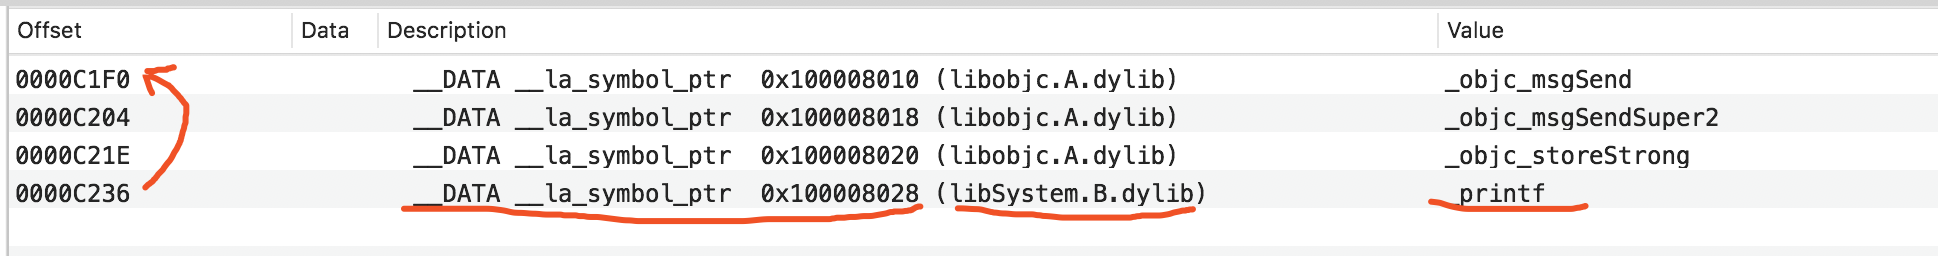 Offset Data Description Value
0000C1F0 __DATA __la_symbol_ptr 0x100008010 (libobjc.A.dylib) _objc_msgSend
0000C204 __DATA __la_symbol_ptr 0x100008018 (libobjc.A.dylib) _objc_msgSendSuper2
0000C21E __DATA __la_symbol_ptr 0x100008020 (libobjc.A.dylib) _objc_storeStrong
0000C236 __DATA __la_symbol_ptr 0x100008028 (libSystem.B.dylib) _printf